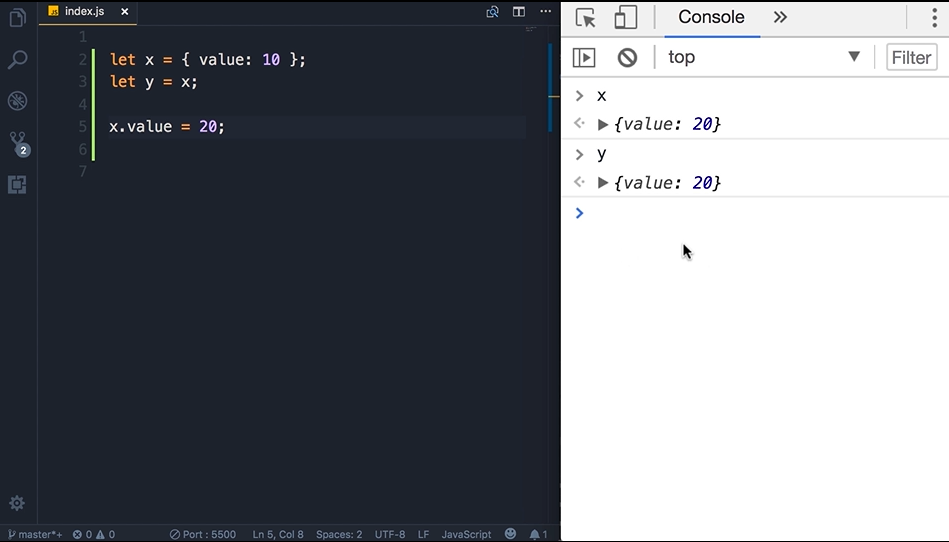 index.js
1
2 let x = { value: 10 };
3 let y = x;
4
5 x.value = 20;
6
7
2
master*+ 0 0 Port : 5500 Ln 5, Col 8 Spaces: 2 UTF-8 LF JavaScript 1
Console
top Filter
> x
{value: 20}
> y
{value: 20}
>